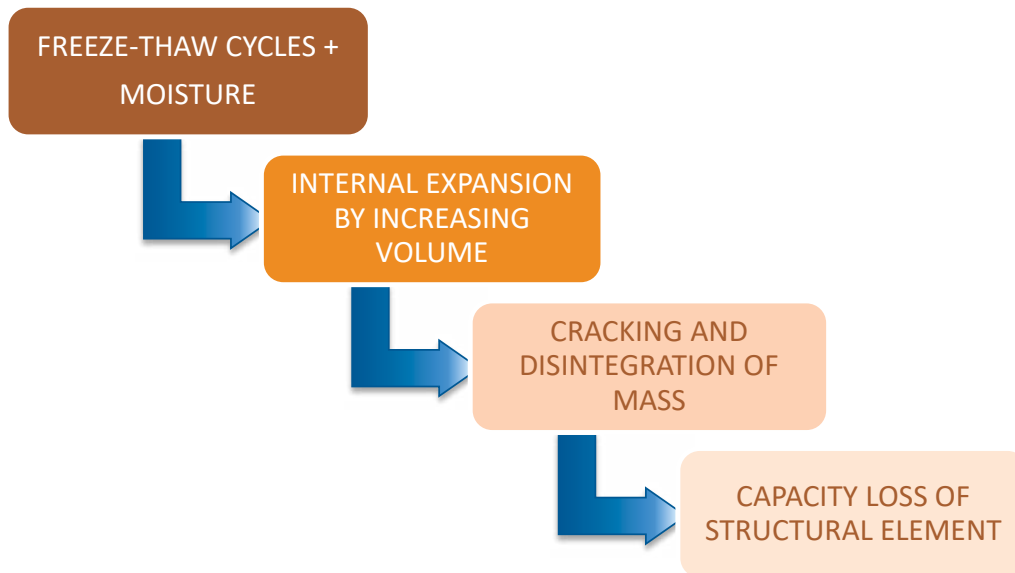 FREEZE-THAW CYCLES +
MOISTURE
INTERNAL EXPANSION
BY INCREASING
VOLUME
CRACKING AND
DISINTEGRATION OF
MASS
CAPACITY LOSS OF
STRUCTURAL ELEMENT